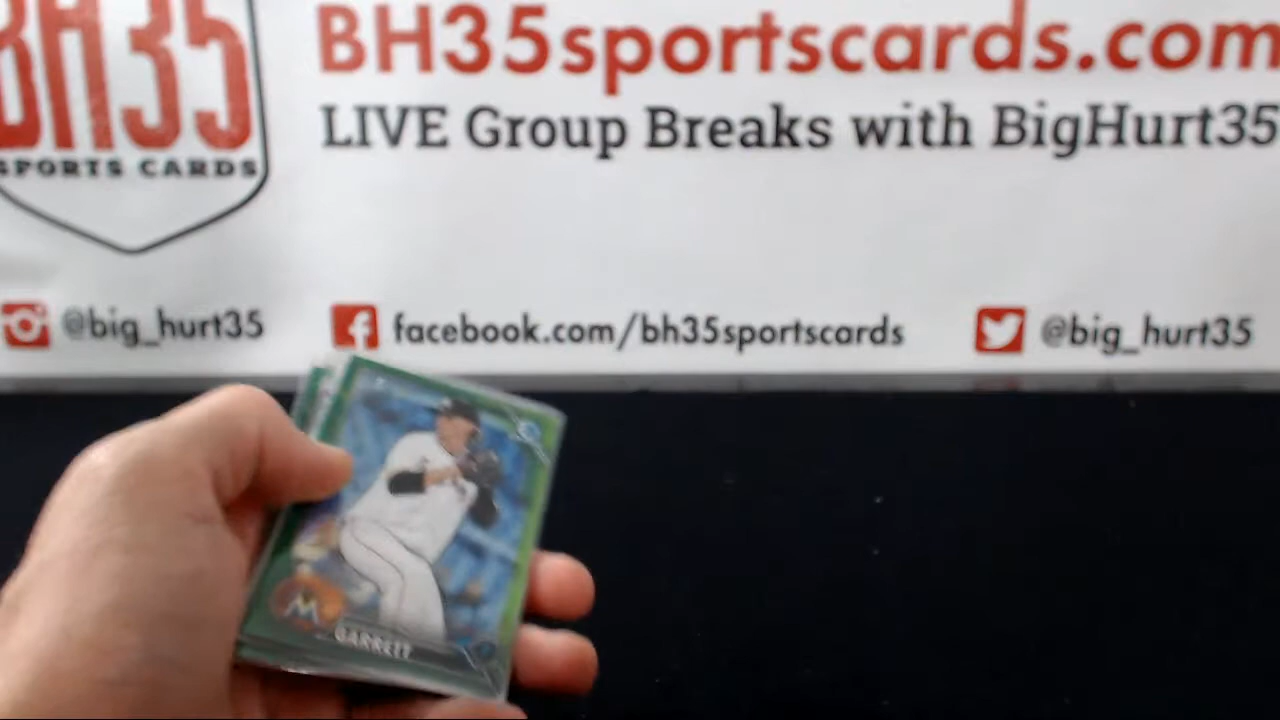 BH35
SPORTS CARDS
BH35sportscards.com
LIVE Group Breaks with BigHurt35
@big_hurt35
facebook.com/bh35sportscards
@big_hurt35
GARRETT